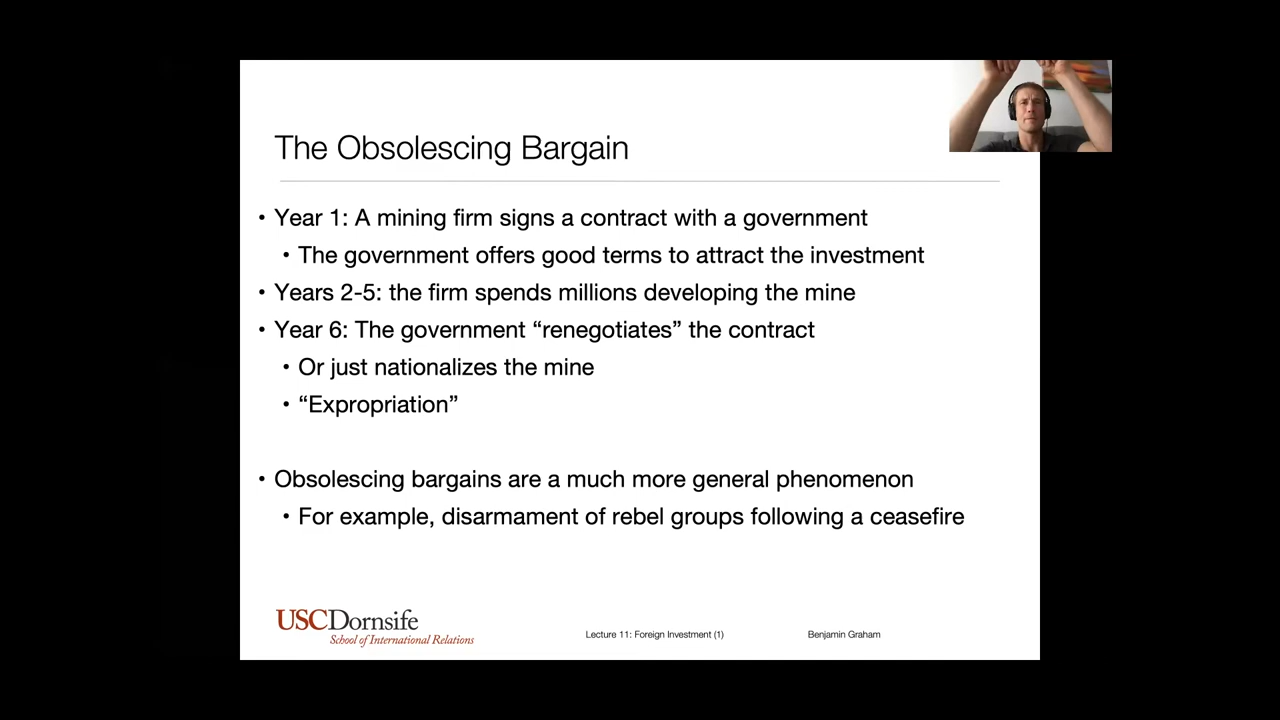 The Obsolescing Bargain
• Year 1: A mining firm signs a contract with a government
• The government offers good terms to attract the investment
• Years 2-5: the firm spends millions developing the mine
• Year 6: The government “renegotiates” the contract
• Or just nationalizes the mine
• “Expropriation”
• Obsolescing bargains are a much more general phenomenon
• For example, disarmament of rebel groups following a ceasefire
USCDornsife
School of International Relations
Lecture 11: Foreign Investment (1)
Benjamin Graham